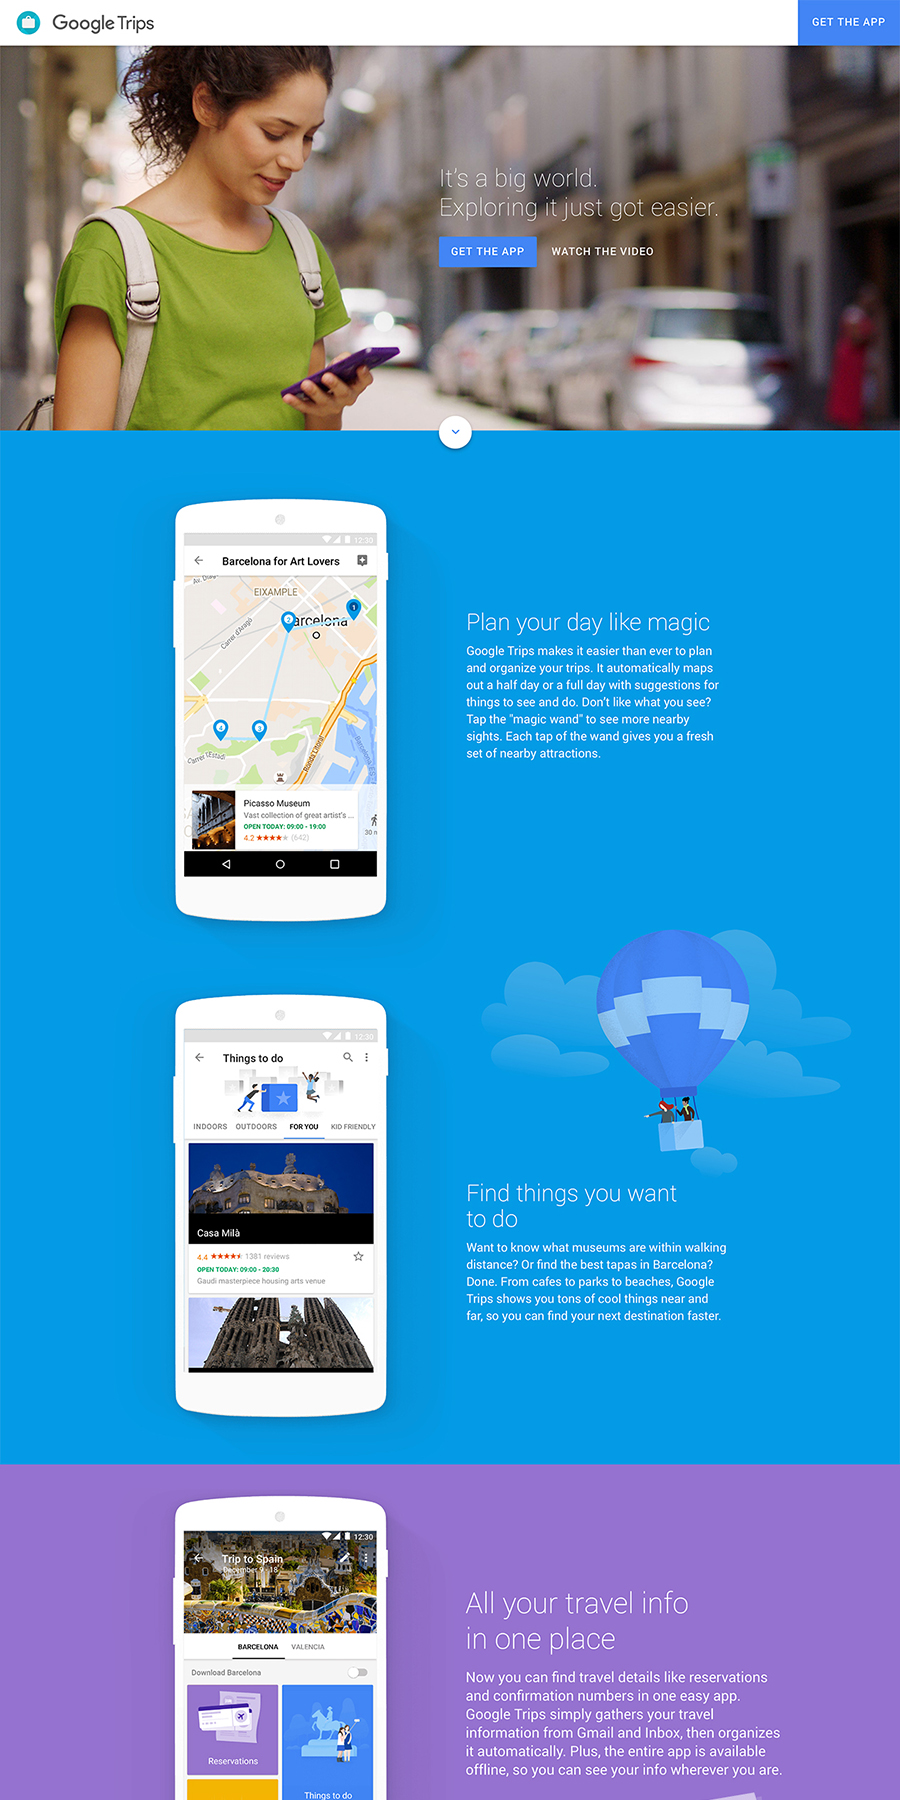 Google Trips
GET THE APP
It's a big world.
Exploring it just got easier.
GET THE APP
WATCH THE VIDEO
12:30
Barcelona for Art Lovers
Av. Diag
EIXAMPLE
Carrer d'Aragó
Barcelona
1
2
3
4
Carrer (Estadi
Ronda Litoral
Picasso Museum
Vast collection of great artist's ...
OPEN TODAY: 09:00 - 19:00
4.2 (642)
30 m
Plan your day like magic
Google Trips makes it easier than ever to plan
and organize your trips. It automatically maps
out a half day or a full day with suggestions for
things to see and do. Don't like what you see?
Tap the "magic wand" to see more nearby
sights. Each tap of the wand gives you a fresh
set of nearby attractions.
12:30
Things to do
INDOORS
OUTDOORS
FOR YOU
KID FRIENDLY
Casa Milà
4.4 1381 reviews
OPEN TODAY: 09:00 - 20:30
Gaudi masterpiece housing arts venue
Find things you want
to do
Want to know what museums are within walking
distance? Or find the best tapas in Barcelona?
Done. From cafes to parks to beaches, Google
Trips shows you tons of cool things near and
far, so you can find your next destination faster.
12:30
Trip to Spain
December 9 - 18
BARCELONA
VALENCIA
Download Barcelona
Reservations
Things to do
All your travel info
in one place
Now you can find travel details like reservations
and confirmation numbers in one easy app.
Google Trips simply gathers your travel
information from Gmail and Inbox, then organizes
it automatically. Plus, the entire app is available
offline, so you can see your info wherever you are.